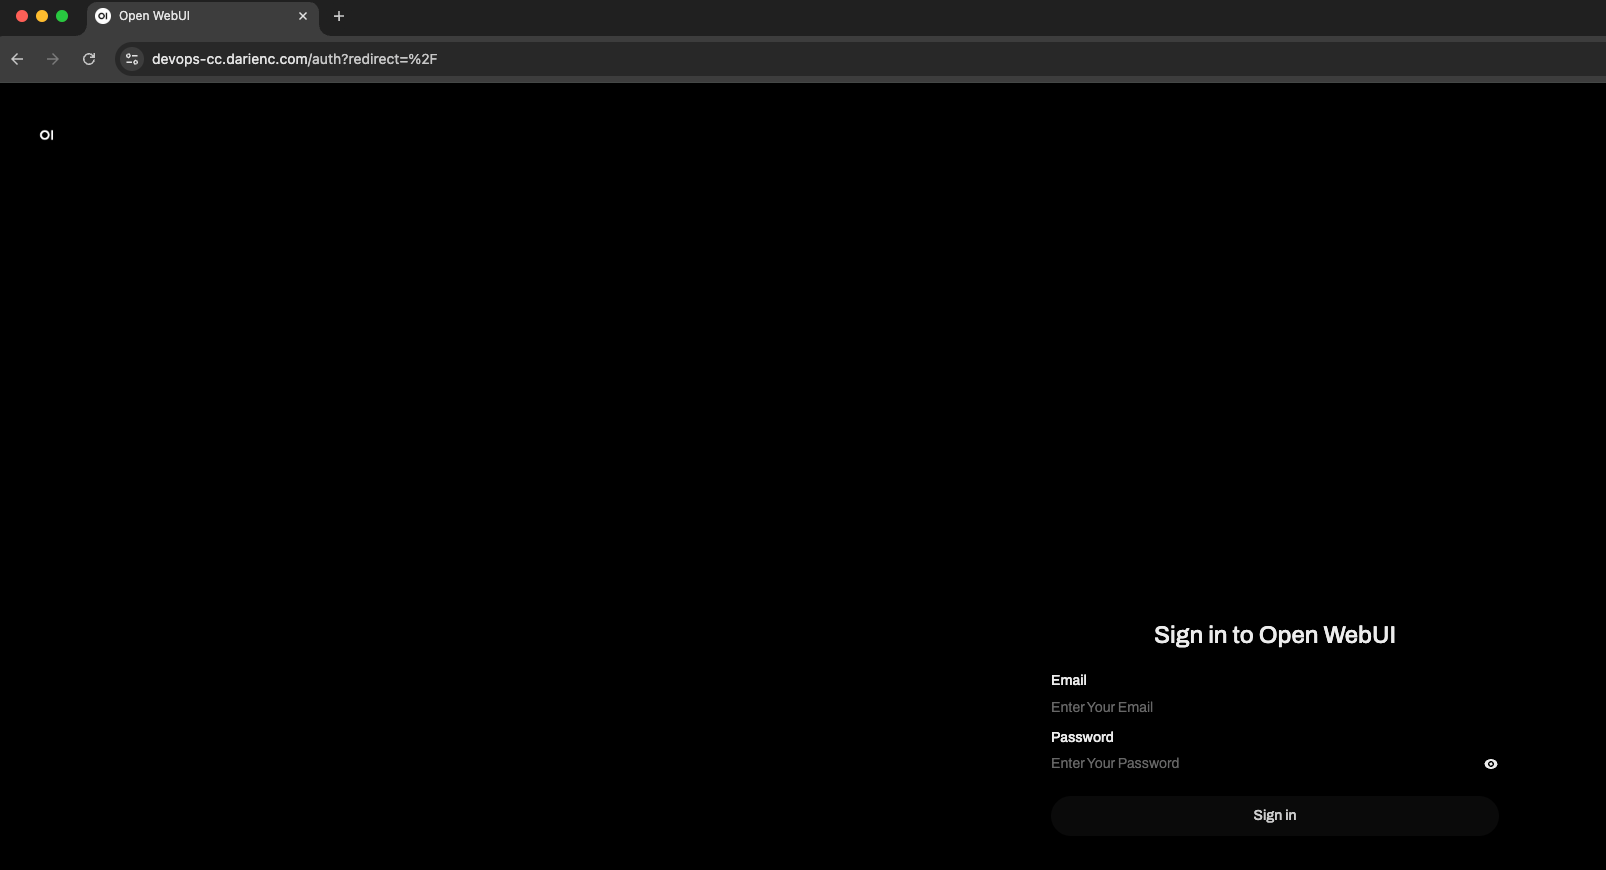 OI Open WebUI
devops-cc.darienc.com/auth?redirect=%2F
OI
Sign in to Open WebUI
Email
Enter Your Email
Password
Enter Your Password
Sign in